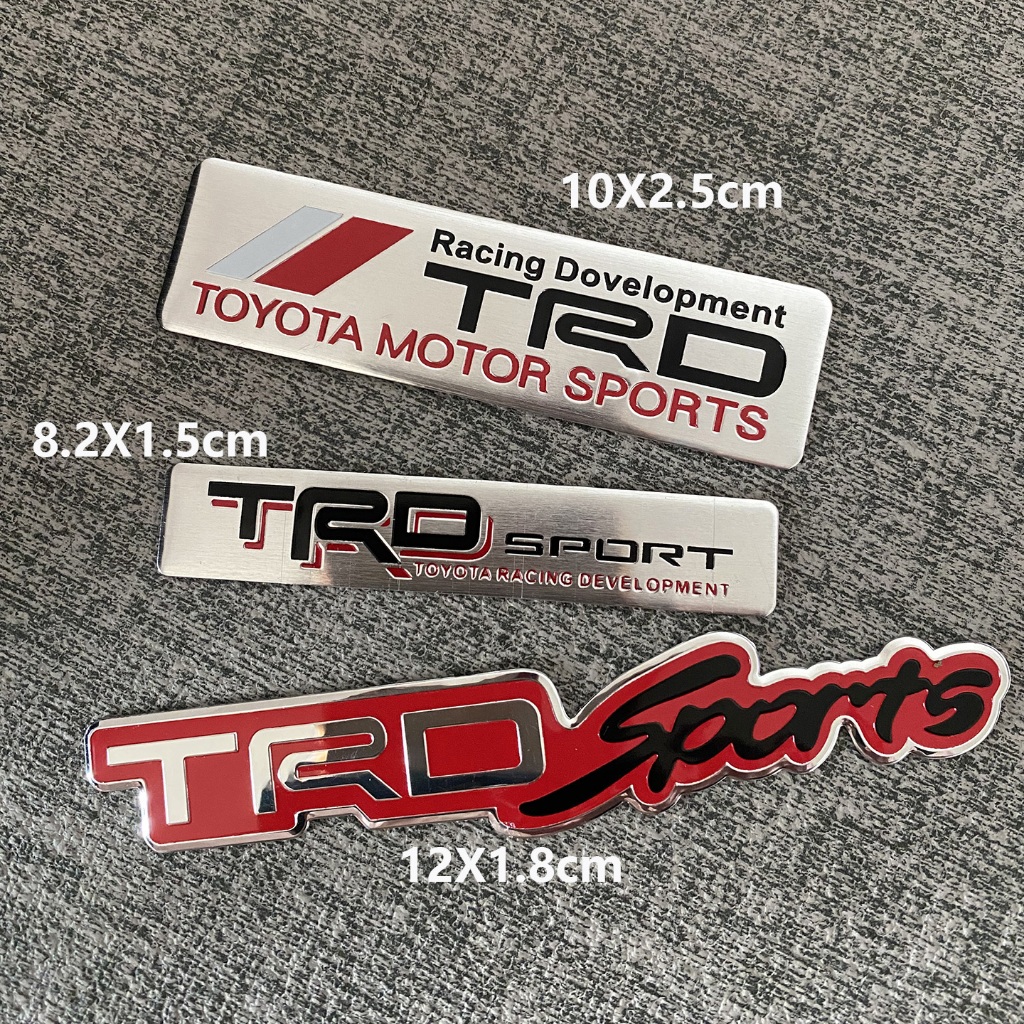 10X2.5cm
Racing Dovelopment
TRD
TOYOTA MOTOR SPORTS
8.2X1.5cm
TRD SPORT
TOYOTA RACING DEVELOPMENT
TRD Sports
12X1.8cm